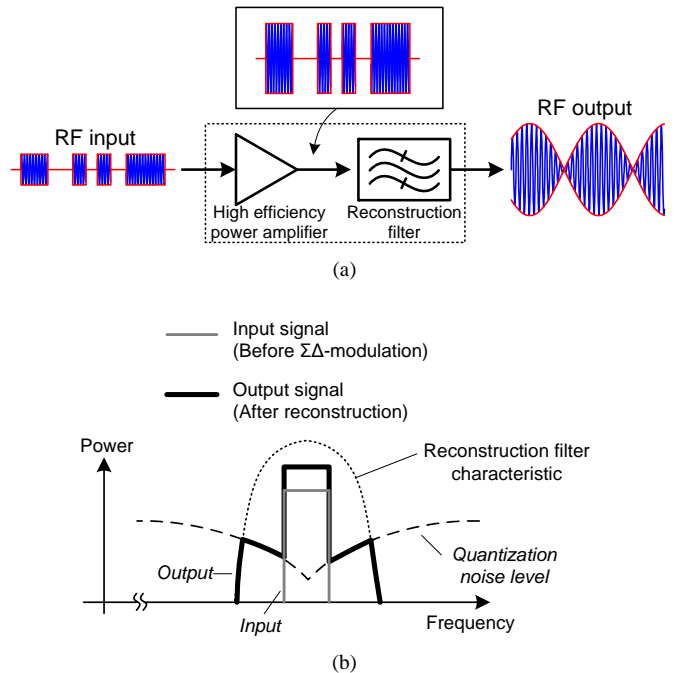 RF input
RF output
High efficiency
power amplifier
Reconstruction
filter
(a)
Input signal
(Before ΣΔ-modulation)
Output signal
(After reconstruction)
Power
Reconstruction filter
characteristic
Output
Quantization
noise level
Input
Frequency
(b)